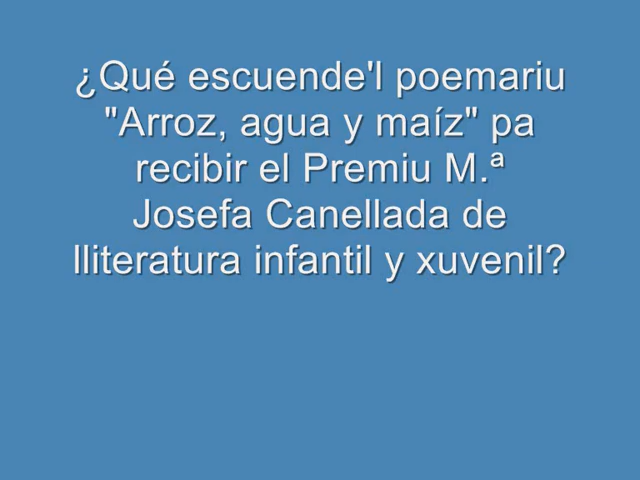 ¿Qué escuende'l poemariu
"Arroz, agua y maíz" pa
recibir el Premiu M.ª
Josefa Canellada de
lliteratura infantil y xuvenil?